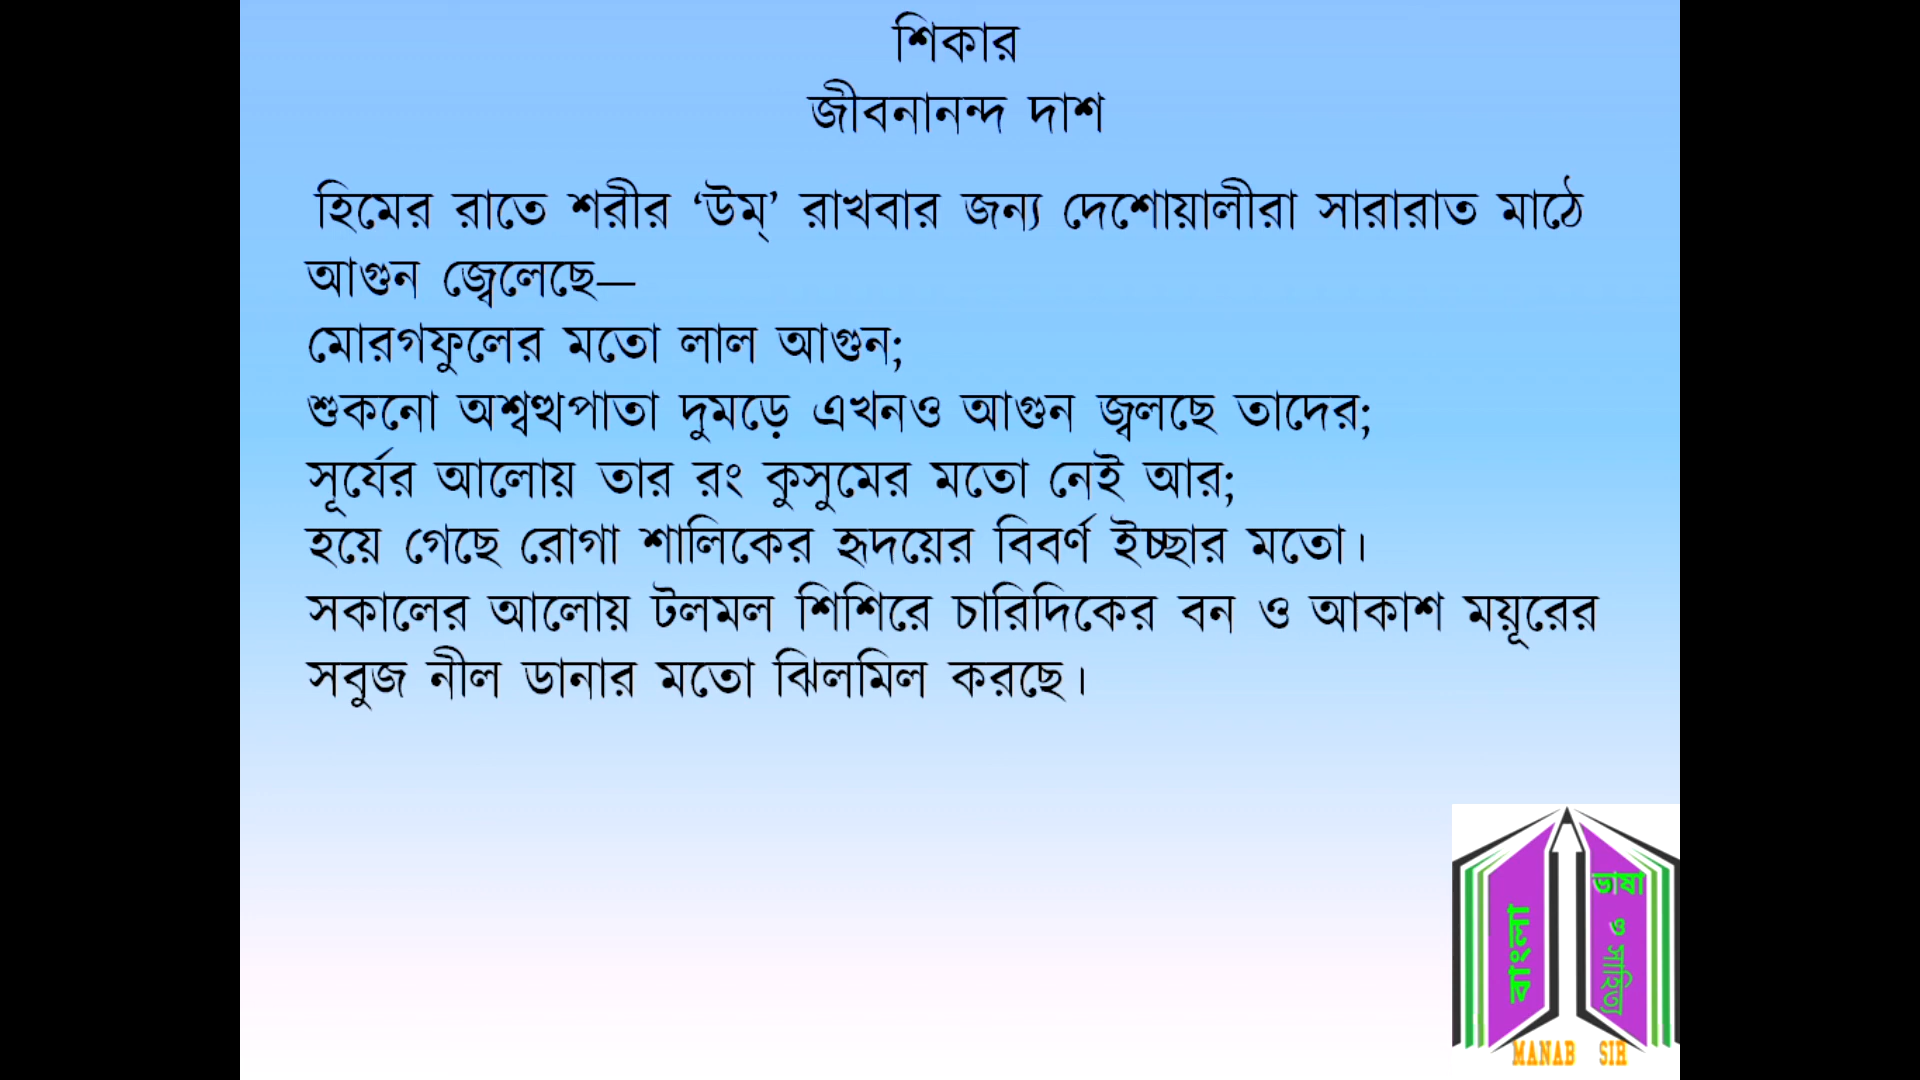 শিকার
জীবনানন্দ দাশ
হিমের রাতে শরীর ‘উম্’ রাখবার জন্য দেশোয়ালীরা সারারাত মাঠে
আগুন জ্বেলেছে—
মোরগফুলের মতো লাল আগুন;
শুকনো অশ্বত্থপাতা দুমড়ে এখনও আগুন জ্বলছে তাদের;
সূর্যের আলোয় তার রং কুসুমের মতো নেই আর;
হয়ে গেছে রোগা শালিকের হৃদয়ের বিবর্ণ ইচ্ছার মতো।
সকালের আলোয় টলমল শিশিরে চারিদিকের বন ও আকাশ ময়ূরের
সবুজ নীল ডানার মতো ঝিলমিল করছে।
বাংলা
ভাষা
ও
সাহিত্য
MANAB SIR